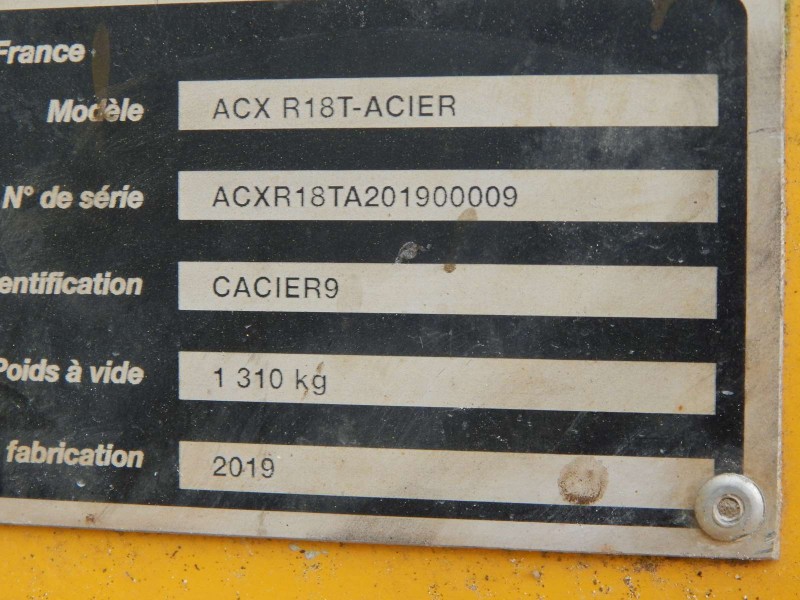 France
Modèle ACX R18T-ACIER
N° de série ACXR18TA201900009
entification CACIER9
Poids à vide 1 310 kg
fabrication 2019